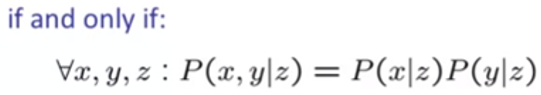 if and only if:
∀x, y, z : P(x, y|z) = P(x|z)P(y|z)